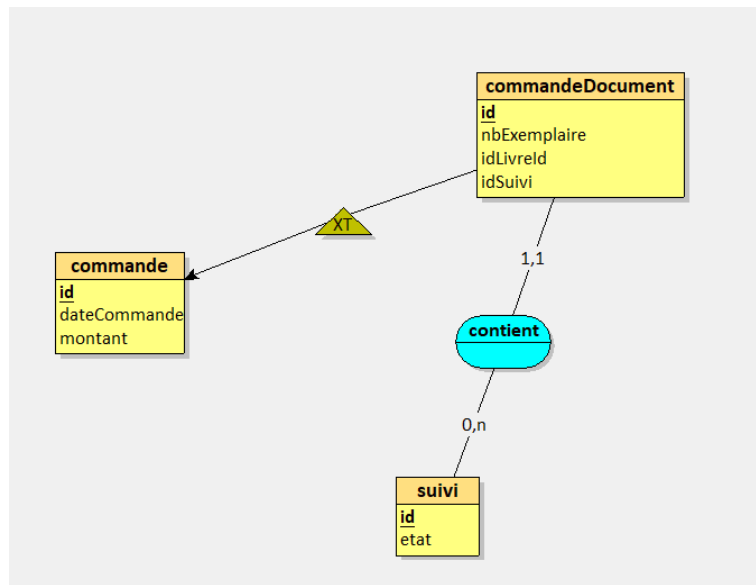 commandeDocument
id
nbExemplaire
idLivreId
idSuivi
XT
commande
id
dateCommande
montant
1,1
contient
0,n
suivi
id
etat